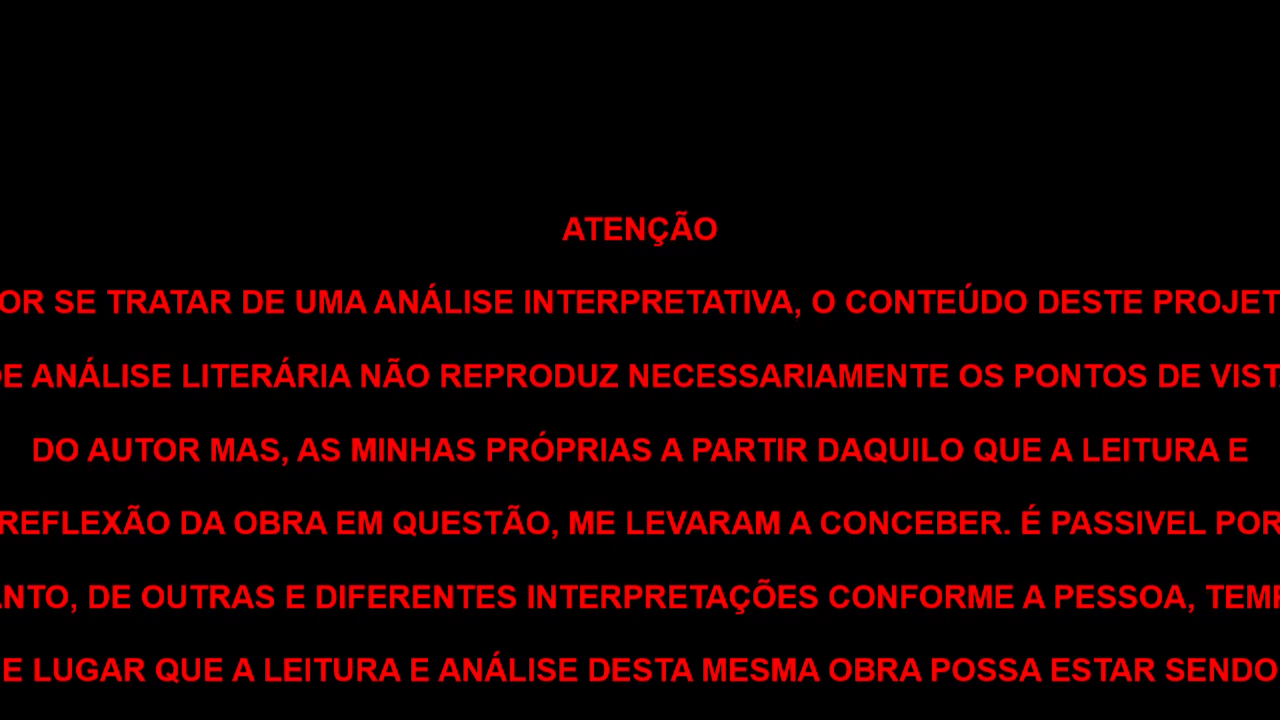 ATENÇÃO
OR SE TRATAR DE UMA ANÁLISE INTERPRETATIVA, O CONTEÚDO DESTE PROJET
DE ANÁLISE LITERÁRIA NÃO REPRODUZ NECESSARIAMENTE OS PONTOS DE VIST
DO AUTOR MAS, AS MINHAS PRÓPRIAS A PARTIR DAQUILO QUE A LEITURA E
REFLEXÃO DA OBRA EM QUESTÃO, ME LEVARAM A CONCEBER. É PASSIVEL POR
ANTO, DE OUTRAS E DIFERENTES INTERPRETAÇÕES CONFORME A PESSOA, TEMP
E LUGAR QUE A LEITURA E ANÁLISE DESTA MESMA OBRA POSSA ESTAR SENDO